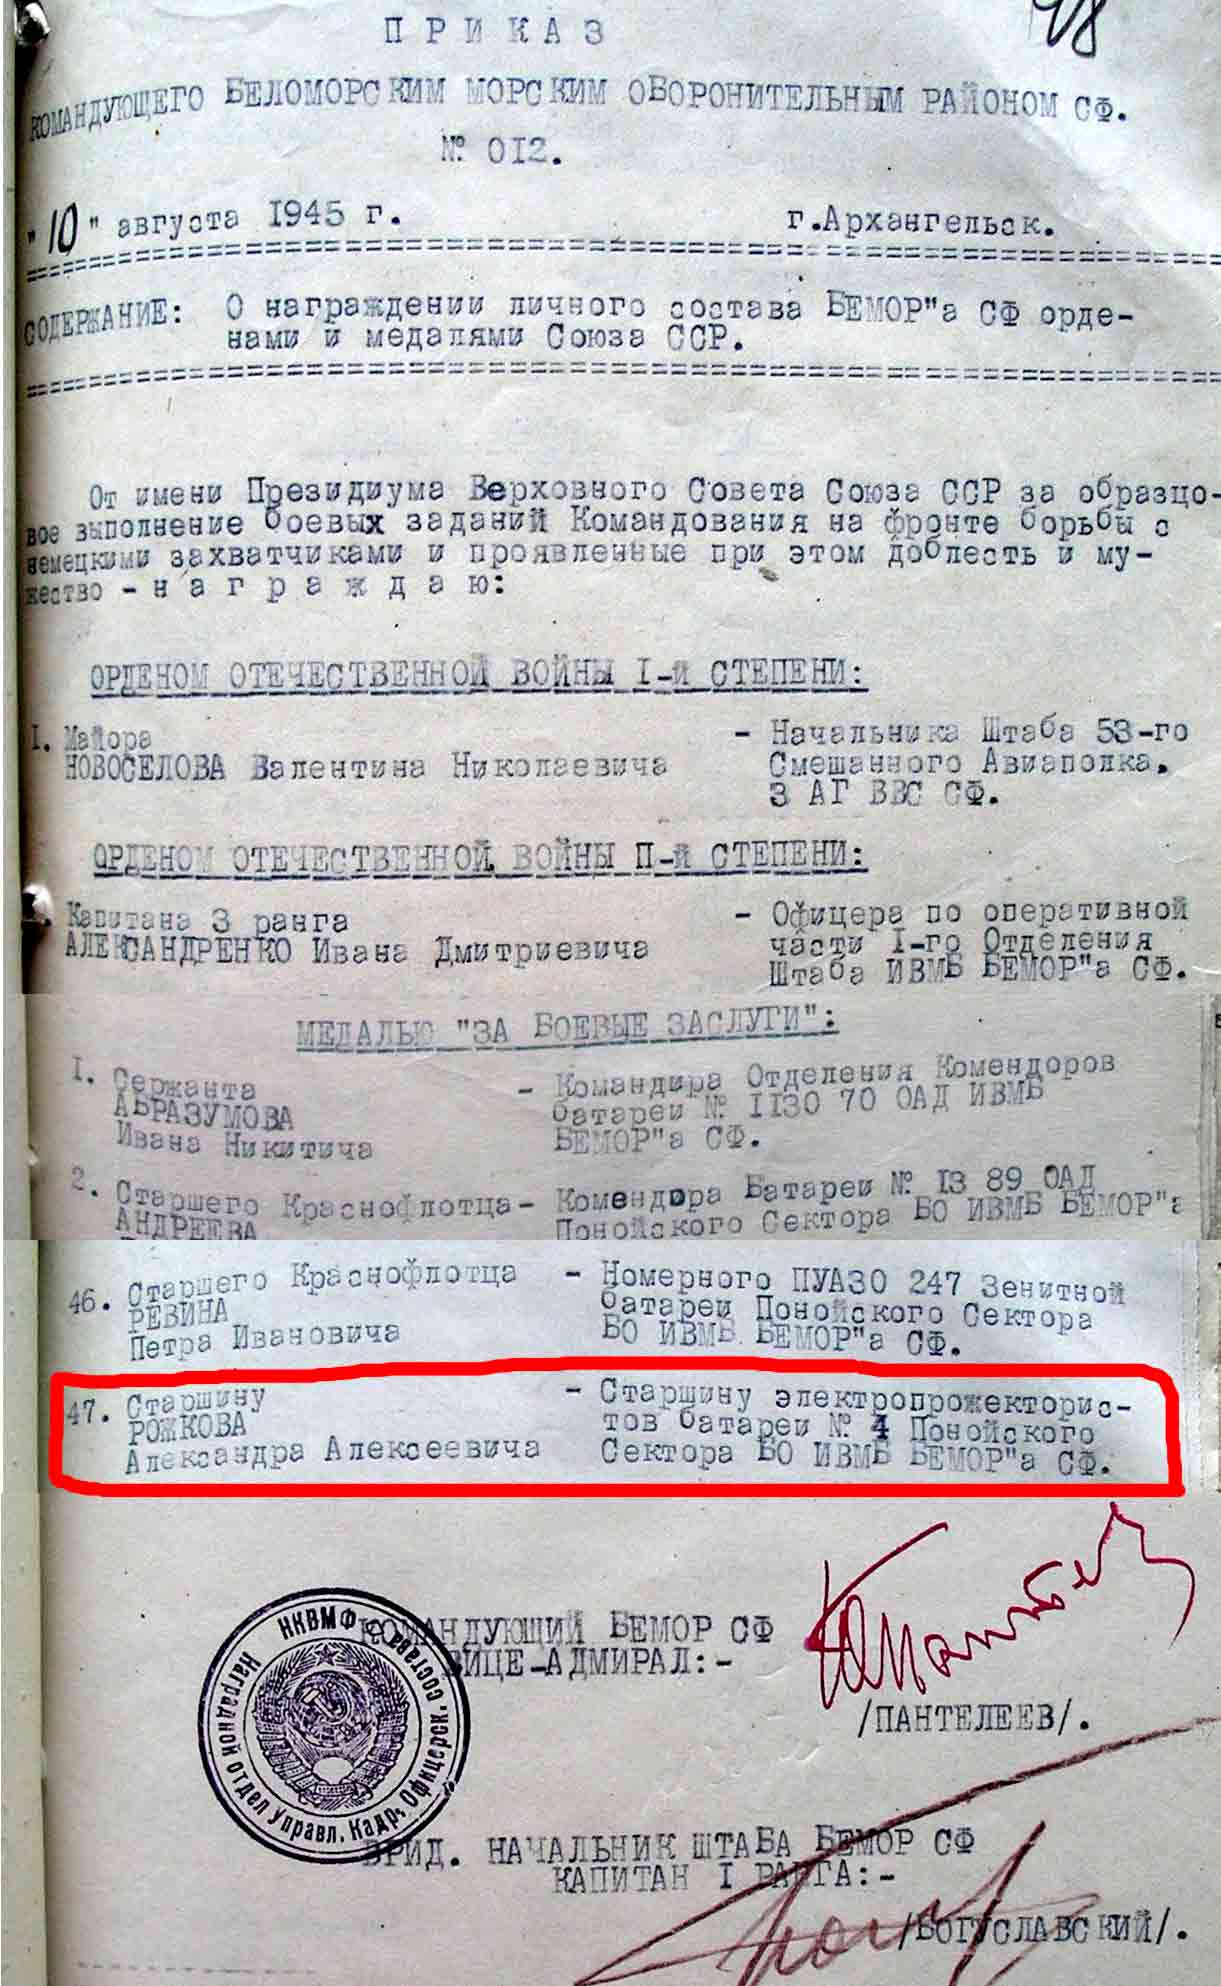 48
ПРИКАЗ
КОМАНДУЮЩЕГО БЕЛОМОРСКИМ МОРСКИМ ОБОРОНИТЕЛЬНЫМ РАЙОНОМ СФ.
№ 012.
"10" августа 1945 г. г.Архангельск.
СОДЕРЖАНИЕ: О награждении личного состава БЕМОР"а СФ орде-
нами и медалями Союза ССР.
От имени Президиума Верховного Совета Союза ССР за образцо-
вое выполнение боевых заданий Командования на фронте борьбы с
немецкими захватчиками и проявленные при этом доблесть и му-
жество - н а г р а ж д а ю:
ОРДЕНОМ ОТЕЧЕСТВЕННОЙ ВОЙНЫ I-й СТЕПЕНИ:
I. Майора - Начальника Штаба 53-го
НОВОСЕЛОВА Валентина Николаевича Смешанного Авиаполка.
3 АГ ВВС СФ.
ОРДЕНОМ ОТЕЧЕСТВЕННОЙ ВОЙНЫ П-й СТЕПЕНИ:
Капитана 3 ранга - Офицера по оперативной
АЛЕКСАНДРЕНКО Ивана Дмитриевича части I-го Отделения
Штаба ИВМБ БЕМОР"а СФ.
МЕДАЛЬЮ "ЗА БОЕВЫЕ ЗАСЛУГИ":
I. Сержанта - Командира Отделения Комендоров
АБРАЗУМОВА батареи № II30 70 ОАД ИВМБ
Ивана Никитича БЕМОР"а СФ.
2. Старшего Краснофлотца - Комендора Батареи № I3 89 ОАД
АНДРЕЕВА Понойского Сектора БО ИВМБ БЕМОР"а
46. Старшего Краснофлотца - Номерного ПУАЗО 247 Зенитной
РЕВИНА батареи Понойского Сектора
Петра Ивановича БО ИВМБ БЕМОР"а СФ.
47. Старшину - Старшину электропрожекторис-
РОЖКОВА тов батареи № 4 Понойского
Александра Алексеевича Сектора БО ИВМБ БЕМОР"а СФ.
КОМАНДУЮЩИЙ БЕМОР СФ
ВИЦЕ-АДМИРАЛ:-
/ПАНТЕЛЕЕВ/.
НКВМФ
Наградной отдел Управл. Кадр. Офицерск. состава
ВРИД. НАЧАЛЬНИК ШТАБА БЕМОР СФ
КАПИТАН I РАНГА:-
/БОГУСЛАВСКИЙ/.